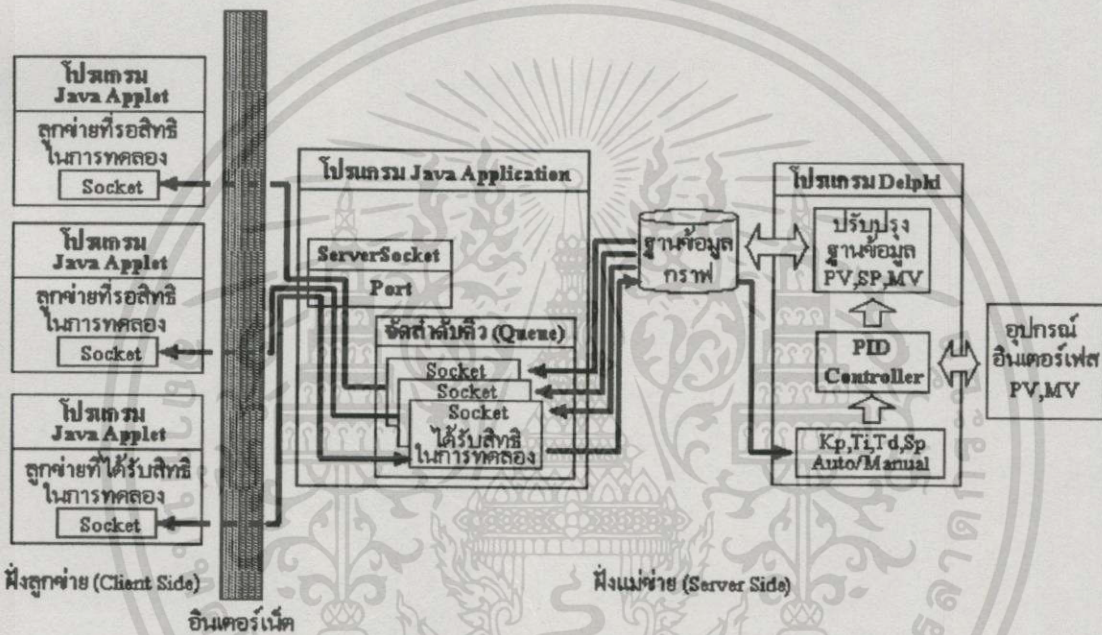 โปรแกรม
Java Applet
ลูกข่ายที่รอสิทธิ
ในการทดลอง
Socket
โปรแกรม
Java Applet
ลูกข่ายที่รอสิทธิ
ในการทดลอง
Socket
โปรแกรม
Java Applet
ลูกข่ายที่ได้รับสิทธิ
ในการทดลอง
Socket
ฝั่งลูกข่าย (Client Side)
อินเตอร์เน็ต
โปรแกรม Java Application
ServerSocket
Port
จัดลำดับคิว (Queue)
Socket
Socket
Socket
ได้รับสิทธิ
ในการทดลอง
ฐานข้อมูล
กราฟ
ฝั่งแม่ข่าย (Server Side)
โปรแกรม Delphi
ปรับปรุง
ฐานข้อมูล
PV,SP,MV
PID
Controller
Kp,Ti,Td,Sp
Auto/Manual
อุปกรณ์
อินเตอร์เฟส
PV,MV